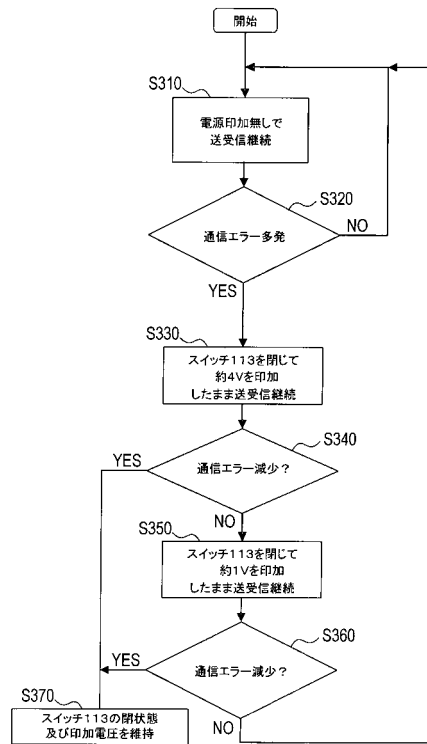 開始
S310
電源印加無しで
送受信継続
S320
通信エラー多発
NO
YES
S330
スイッチ113を閉じて
約4Vを印加
したまま送受信継続
S340
通信エラー減少?
YES
NO
S350
スイッチ113を閉じて
約1Vを印加
したまま送受信継続
S360
通信エラー減少?
YES
NO
S370
スイッチ113の閉状態
及び印加電圧を維持